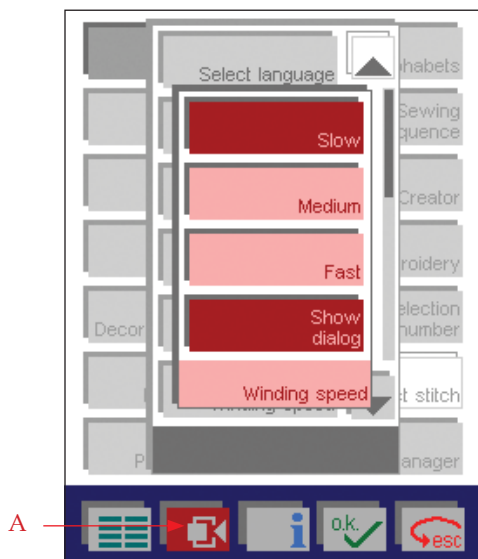 Select language
phabets
Sewing
quence
Slow
Medium
Creator
Fast
roidery
Show
dialog
Decor
election
number
Winding speed
t stitch
P
anager
A
i
o.k.
esc